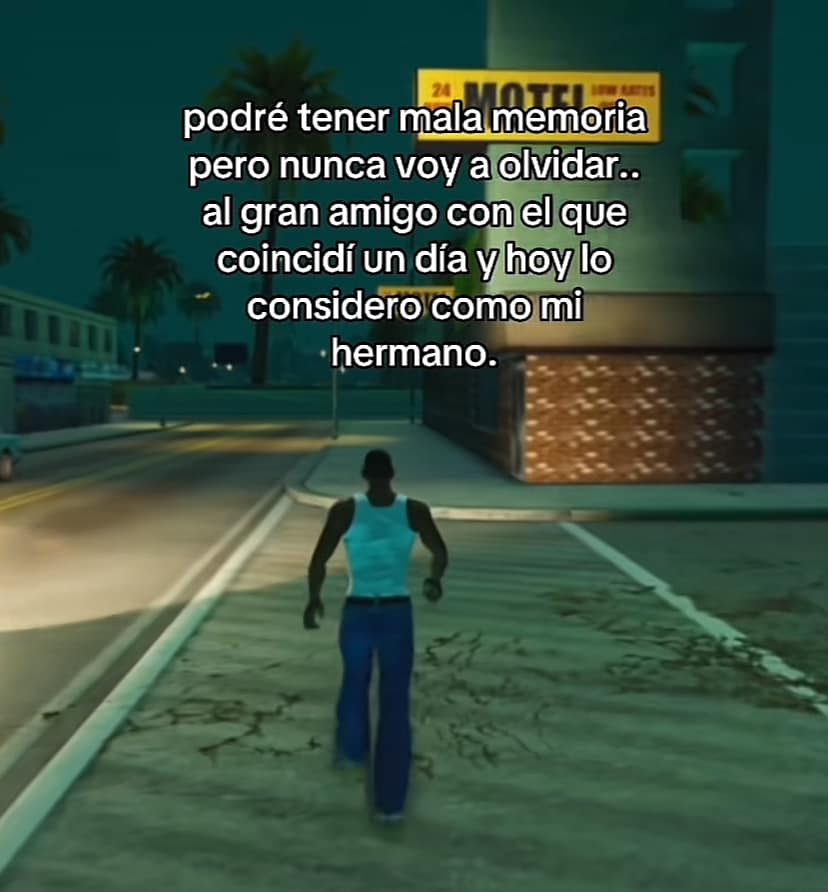 24 MOTEL LOW RATES
podré tener mala memoria
pero nunca voy a olvidar..
al gran amigo con el que
coincidí un día y hoy lo
considero como mi
hermano.